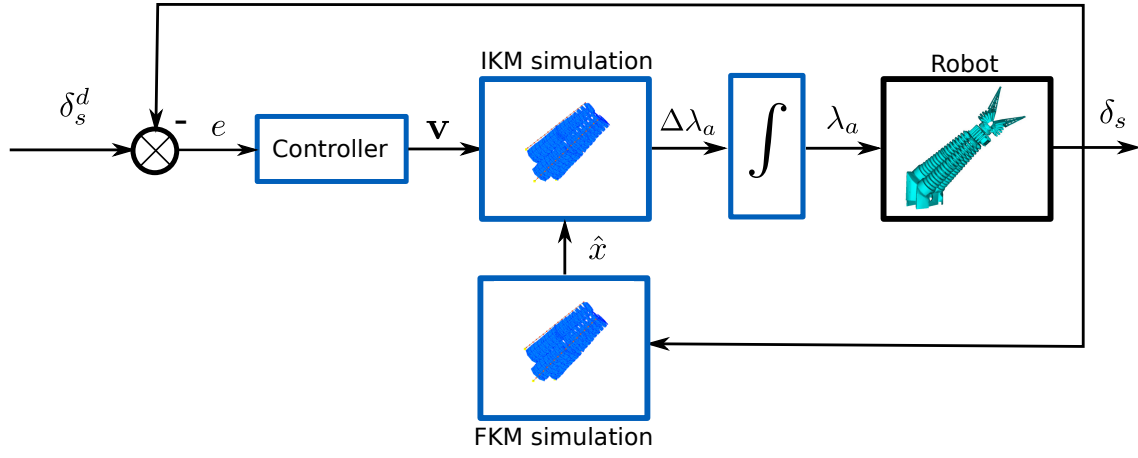 IKM simulation
Robot
δ_s^d
-
e
Controller
v
Δλ_a
∫
λ_a
δ_s
x̂
FKM simulation